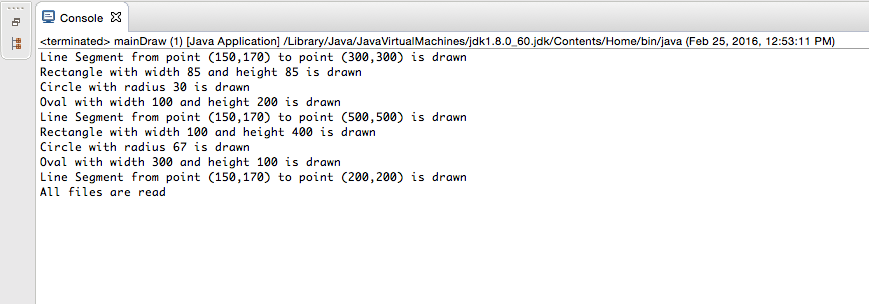 Console
<terminated> mainDraw (1) [Java Application] /Library/Java/JavaVirtualMachines/jdk1.8.0_60.jdk/Contents/Home/bin/java (Feb 25, 2016, 12:53:11 PM)
Line Segment from point (150,170) to point (300,300) is drawn
Rectangle with width 85 and height 85 is drawn
Circle with radius 30 is drawn
Oval with width 100 and height 200 is drawn
Line Segment from point (150,170) to point (500,500) is drawn
Rectangle with width 100 and height 400 is drawn
Circle with radius 67 is drawn
Oval with width 300 and height 100 is drawn
Line Segment from point (150,170) to point (200,200) is drawn
All files are read